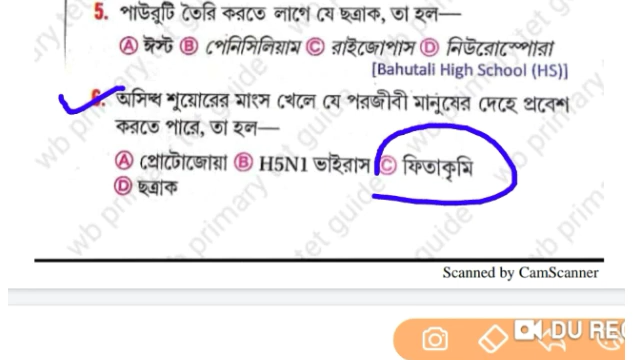 5. পাউরুটি তৈরি করতে লাগে যে ছত্রাক, তা হল—
Ⓐ ঈস্ট Ⓑ পেনিসিলিয়াম Ⓒ রাইজোপাস Ⓓ নিউরোস্পোরা
[Bahutali High School (HS)]
6. অসিদ্ধ শূয়োরের মাংস খেলে যে পরজীবী মানুষের দেহে প্রবেশ
করতে পারে, তা হল—
Ⓐ প্রোটোজোয়া Ⓑ H5N1 ভাইরাস Ⓒ ফিতাকৃমি
Ⓓ ছত্রাক
Scanned by CamScanner
DU RE